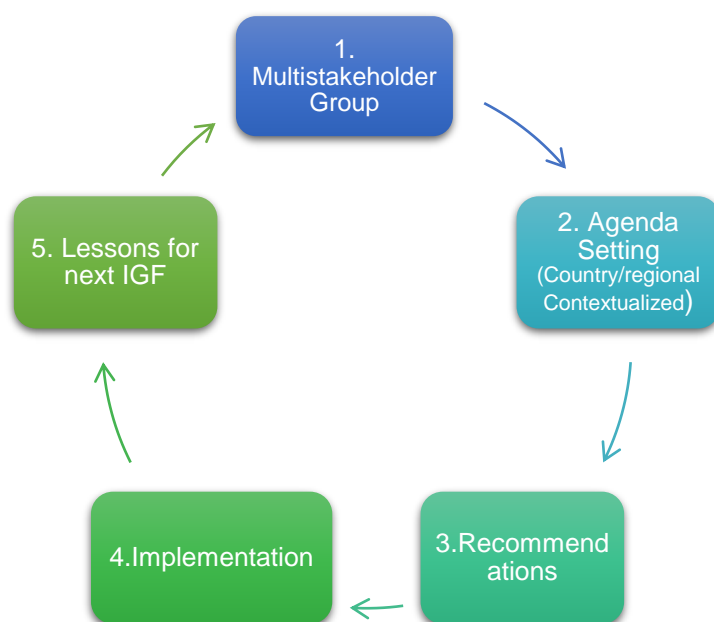 1.
Multistakeholder
Group
2. Agenda
Setting
(Country/regional
Contextualized)
3.Recommend
ations
4.Implementation
5. Lessons for
next IGF